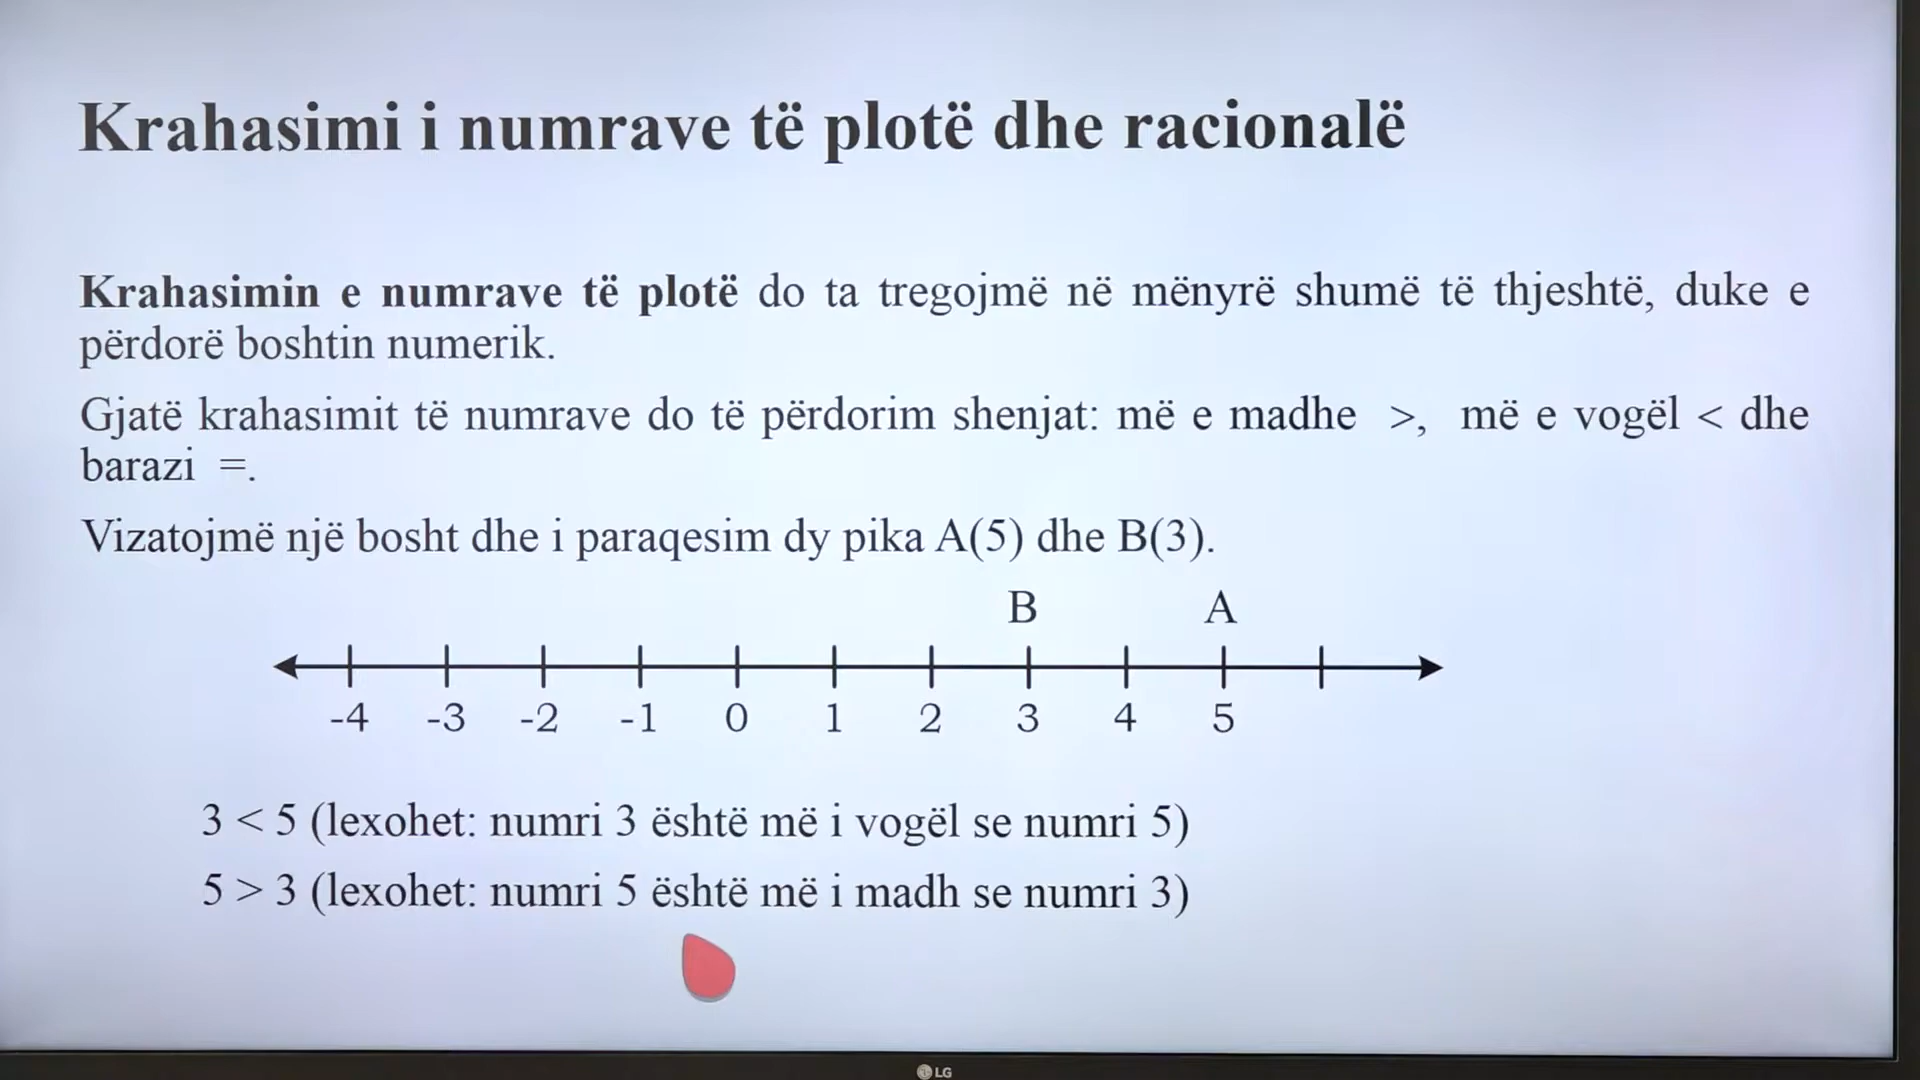 Krahasimi i numrave të plotë dhe racionalë
Krahasimin e numrave të plotë do ta tregojmë në mënyrë shumë të thjeshtë, duke e
përdorë boshtin numerik.
Gjatë krahasimit të numrave do të përdorim shenjat: më e madhe >, më e vogël < dhe
barazi =.
Vizatojmë një bosht dhe i paraqesim dy pika A(5) dhe B(3).
B A
-4 -3 -2 -1 0 1 2 3 4 5
3 < 5 (lexohet: numri 3 është më i vogël se numri 5)
5 > 3 (lexohet: numri 5 është më i madh se numri 3)
LG